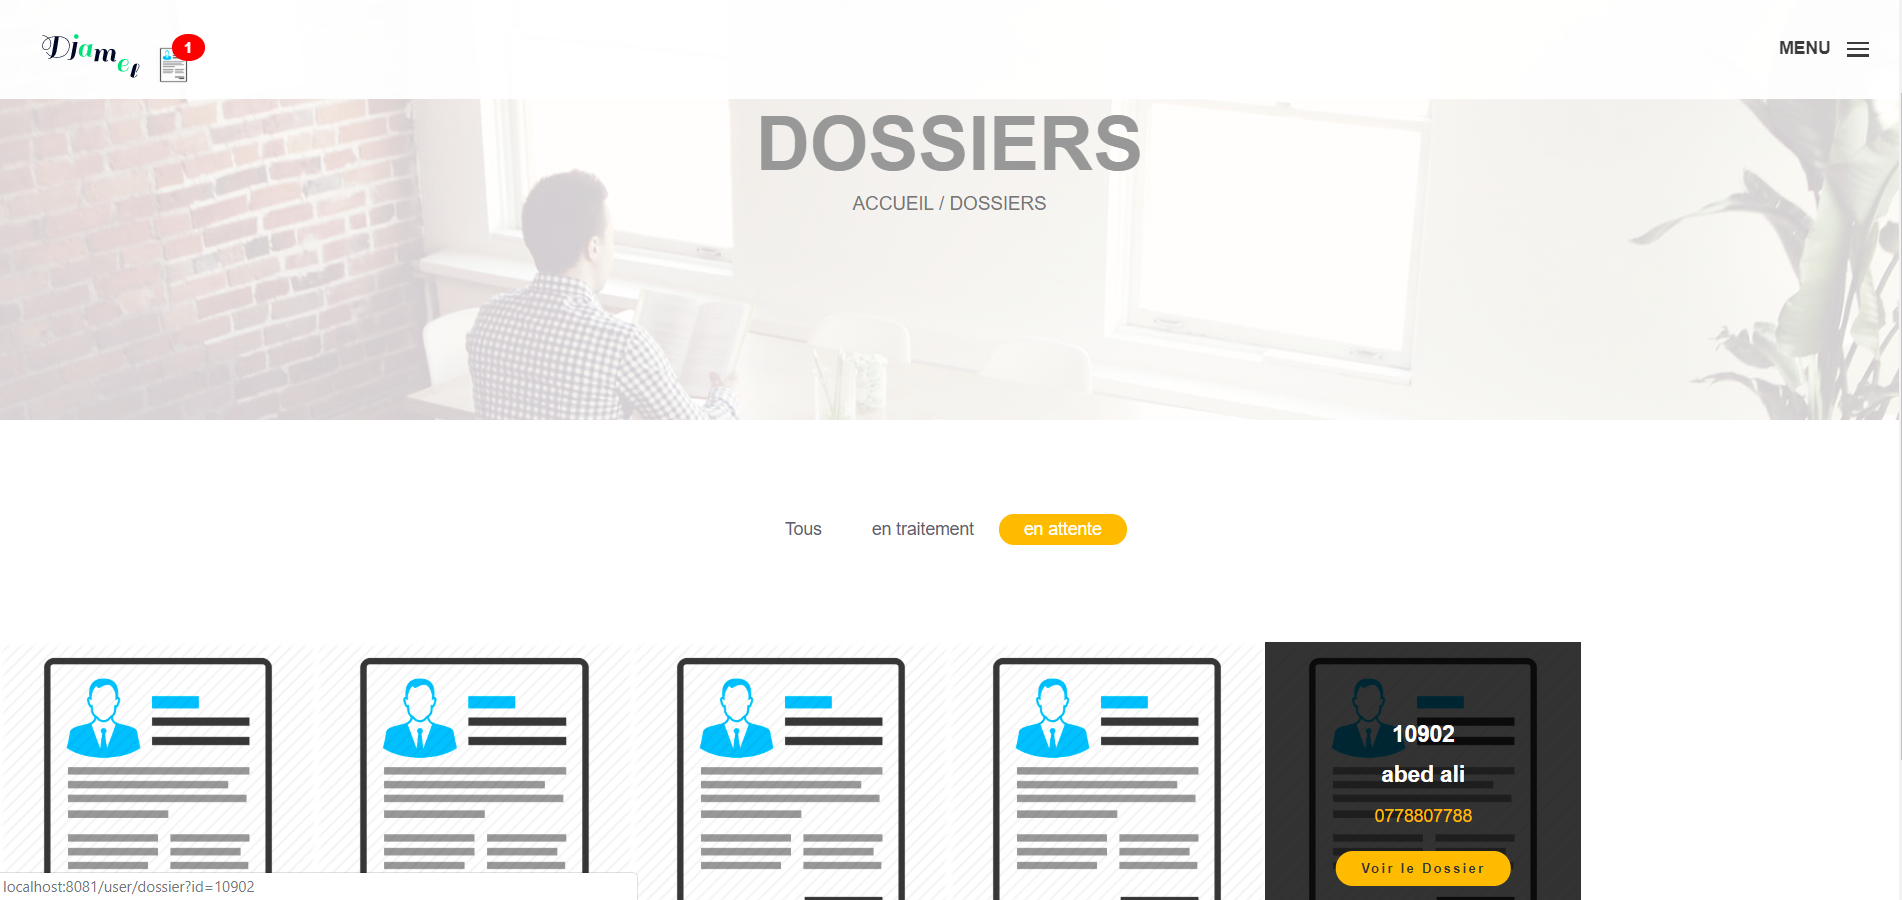 Djamel
1
MENU
DOSSIERS
ACCUEIL / DOSSIERS
Tous
en traitement
en attente
10902
abed ali
0778807788
Voir le Dossier
localhost:8081/user/dossier?id=10902